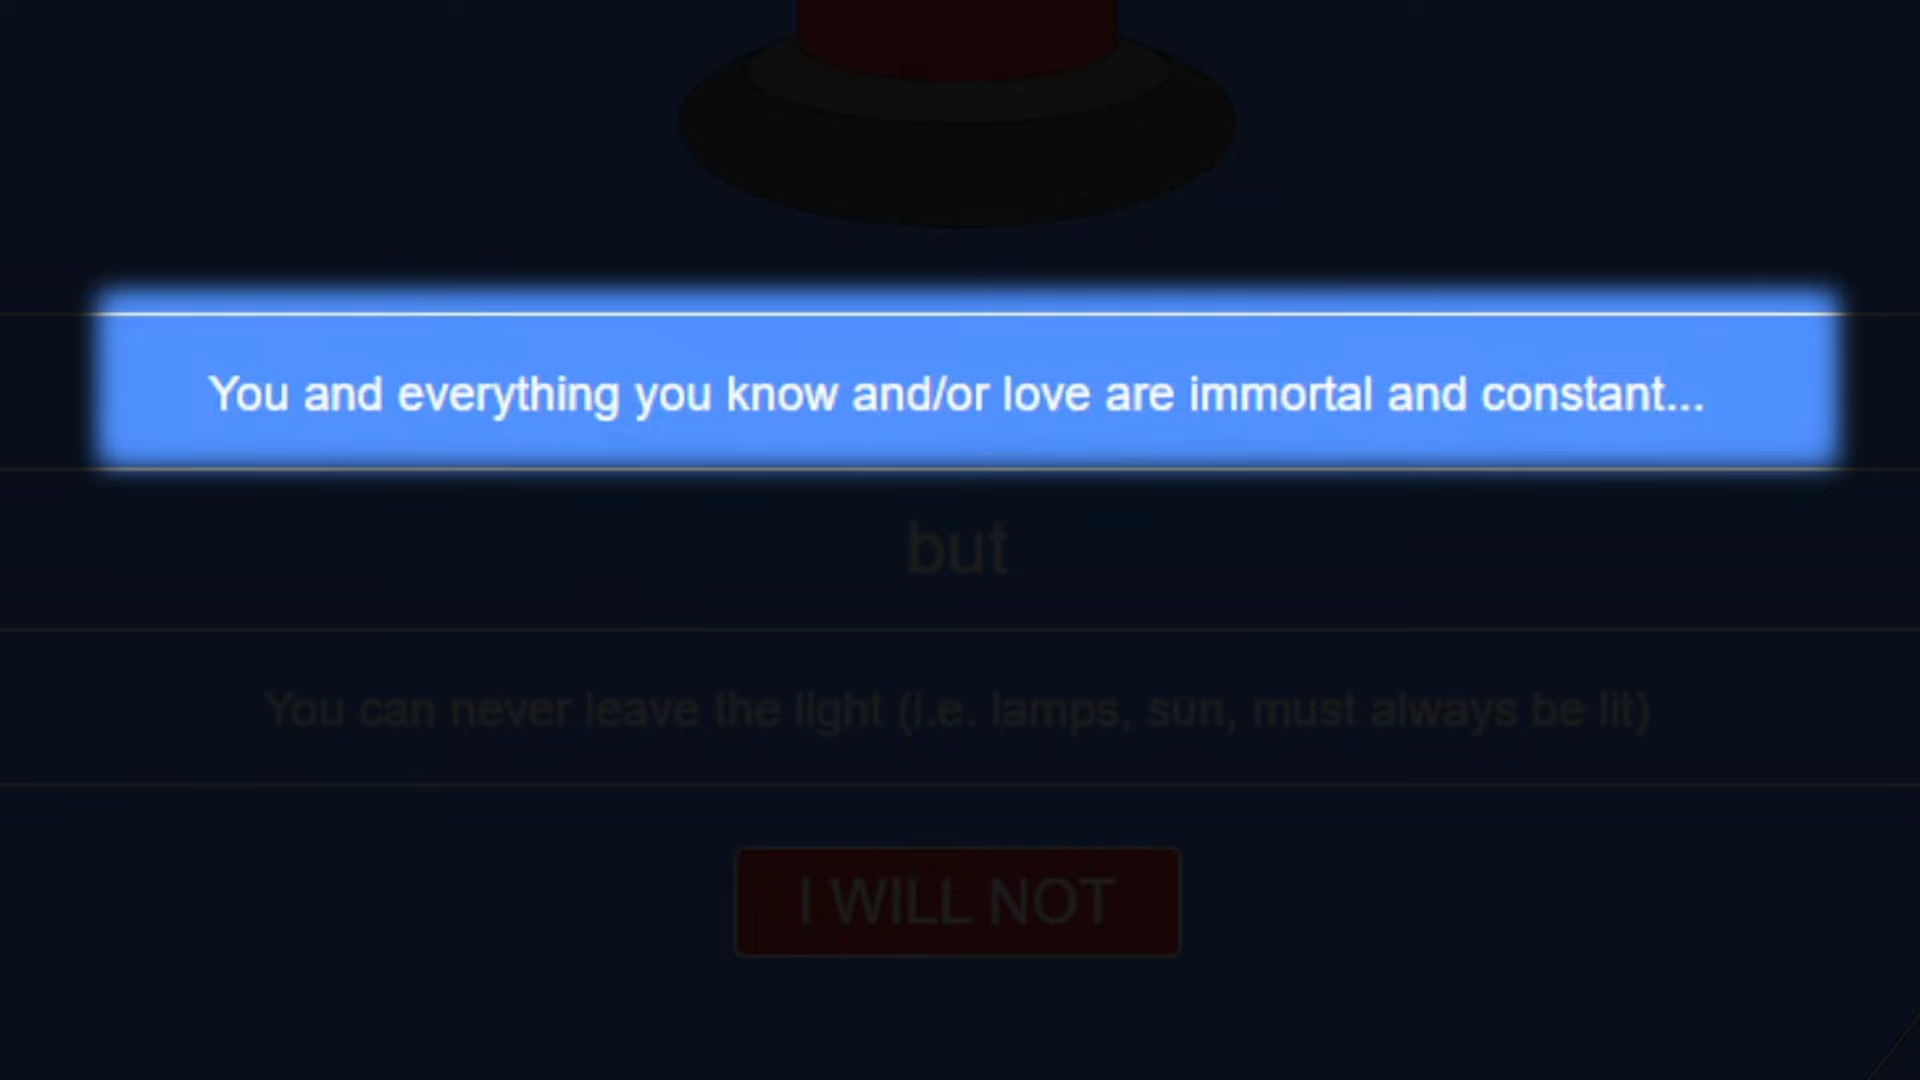 You and everything you know and/or love are immortal and constant...
but
You can never leave the light (i.e. lamps, sun, must always be lit)
I WILL NOT